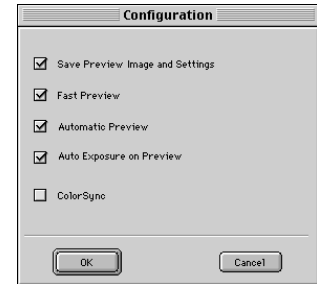 Configuration
Save Preview Image and Settings
Fast Preview
Automatic Preview
Auto Exposure on Preview
ColorSync
OK
Cancel